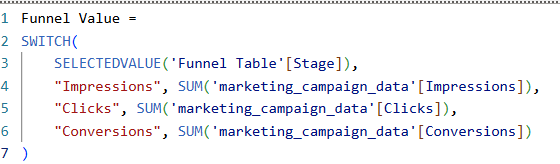 1 Funnel Value =
2 SWITCH(
3 SELECTEDVALUE('Funnel Table'[Stage]),
4 "Impressions", SUM('marketing_campaign_data'[Impressions]),
5 "Clicks", SUM('marketing_campaign_data'[Clicks]),
6 "Conversions", SUM('marketing_campaign_data'[Conversions])
7 )